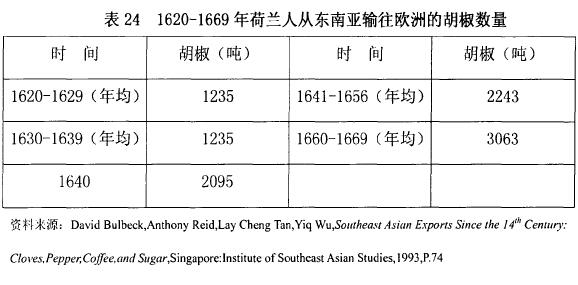 表 24 1620-1669 年荷兰人从东南亚输往欧洲的胡椒数量
时 间 胡椒（吨） 时 间 胡椒（吨）
1620-1629（年均） 1235 1641-1656（年均） 2243
1630-1639（年均） 1235 1660-1669（年均） 3063
1640 2095
资料来源：David Bulbeck,Anthony Reid,Lay Cheng Tan,Yiq Wu,Southeast Asian Exports Since the 14th Century:
Cloves,Pepper,Coffee,and Sugar,Singapore:Institute of Southeast Asian Studies,1993,P.74